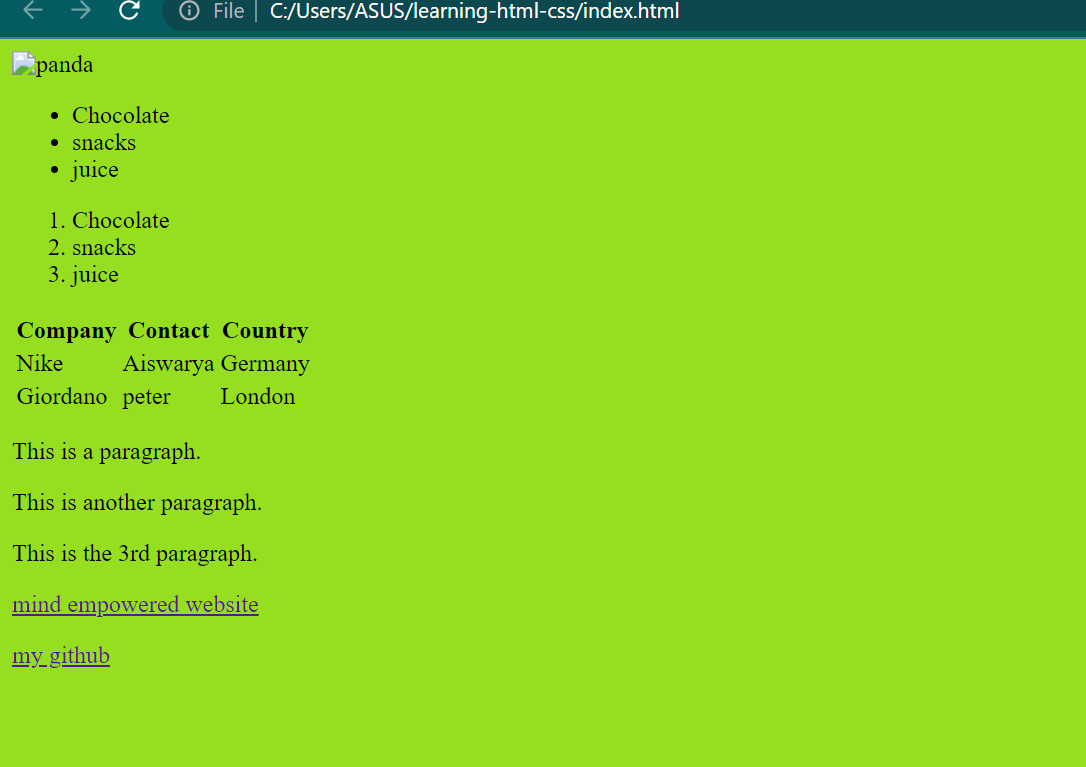 File | C:/Users/ASUS/learning-html-css/index.html
panda
• Chocolate
• snacks
• juice
1. Chocolate
2. snacks
3. juice
Company Contact Country
Nike Aiswarya Germany
Giordano peter London
This is a paragraph.
This is another paragraph.
This is the 3rd paragraph.
mind empowered website
my github